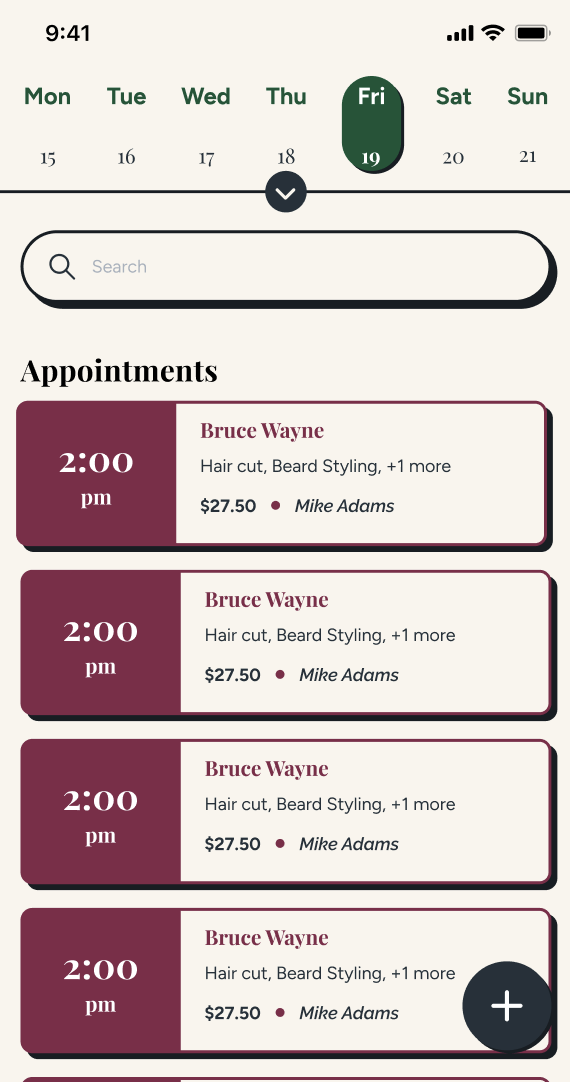 9:41
Mon Tue Wed Thu Fri Sat Sun
15 16 17 18 19 20 21
Search
Appointments
2:00
pm
Bruce Wayne
Hair cut, Beard Styling, +1 more
$27.50 • Mike Adams
2:00
pm
Bruce Wayne
Hair cut, Beard Styling, +1 more
$27.50 • Mike Adams
2:00
pm
Bruce Wayne
Hair cut, Beard Styling, +1 more
$27.50 • Mike Adams
2:00
pm
Bruce Wayne
Hair cut, Beard Styling, +1 more
$27.50 • Mike Adams